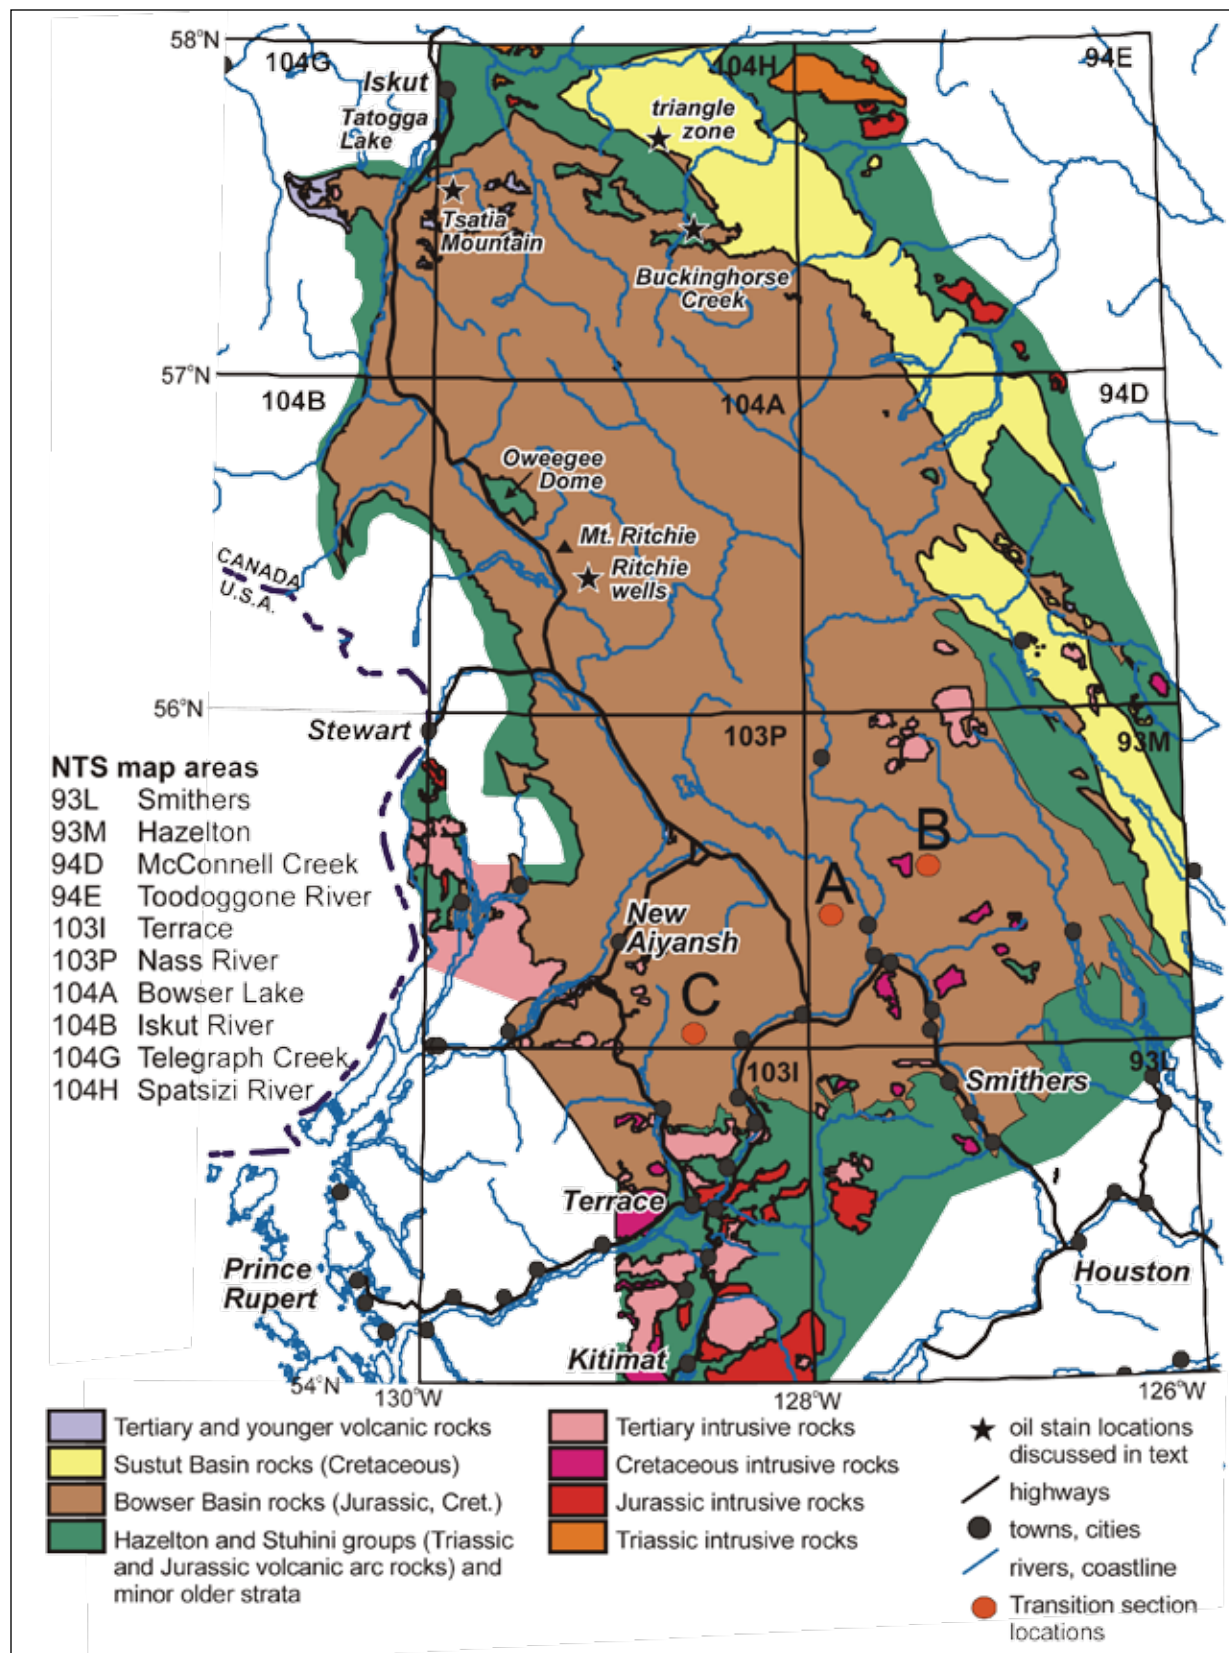 58°N
104G
104H
94E
Iskut
Tatogga
Lake
triangle
zone
Tsatia
Mountain
Buckinghorse
Creek
57°N
104B
104A
94D
Oweegee
Dome
Mt. Ritchie
Ritchie
wells
CANADA
U.S.A.
56°N
Stewart
103P
93M
NTS map areas
93L Smithers
93M Hazelton
94D McConnell Creek
94E Toodoggone River
103I Terrace
103P Nass River
104A Bowser Lake
104B Iskut River
104G Telegraph Creek
104H Spatsizi River
B
A
New
Aiyansh
C
103I
93L
Smithers
Terrace
Prince
Rupert
Houston
Kitimat
54°N
130°W
128°W
126°W
Tertiary and younger volcanic rocks
Sustut Basin rocks (Cretaceous)
Bowser Basin rocks (Jurassic, Cret.)
Hazelton and Stuhini groups (Triassic
and Jurassic volcanic arc rocks) and
minor older strata
Tertiary intrusive rocks
Cretaceous intrusive rocks
Jurassic intrusive rocks
Triassic intrusive rocks
oil stain locations
discussed in text
highways
towns, cities
rivers, coastline
Transition section
locations